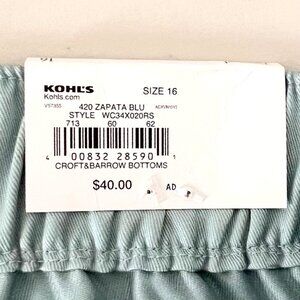 KOHL'S
Kohls.com
SIZE 16
420 ZAPATA BLU
STYLE WC34X020RS
713 60 62
4 00832 28590 1
CROFT&BARROW BOTTOMS
$40.00
AD